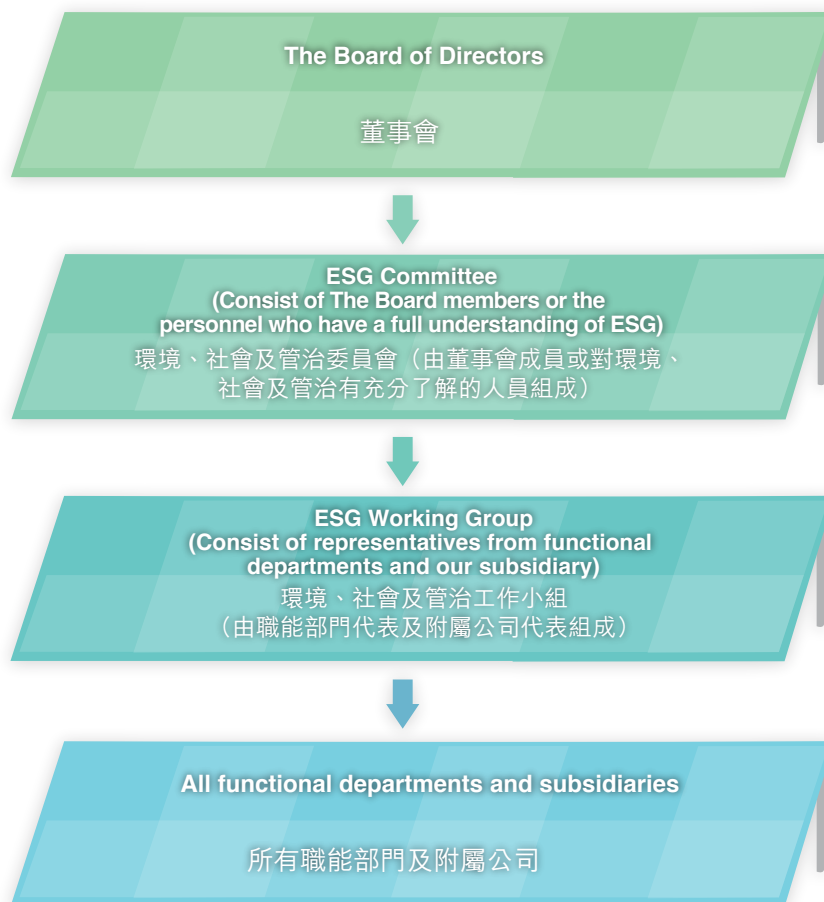 The Board of Directors
董事會
ESG Committee
(Consist of The Board members or the
personnel who have a full understanding of ESG)
環境、社會及管治委員會（由董事會成員或對環境、
社會及管治有充分了解的人員組成）
ESG Working Group
(Consist of representatives from functional
departments and our subsidiary)
環境、社會及管治工作小組
（由職能部門代表及附屬公司代表組成）
All functional departments and subsidiaries
所有職能部門及附屬公司